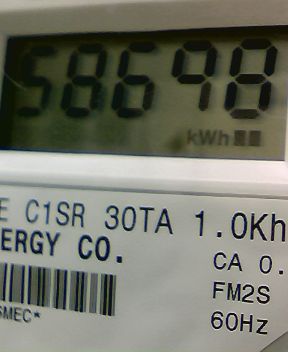 58698
kWh
E C1SR 30TA 1.0Kh
ERGY CO.
CA 0.
FM2S
SMEC*
60Hz